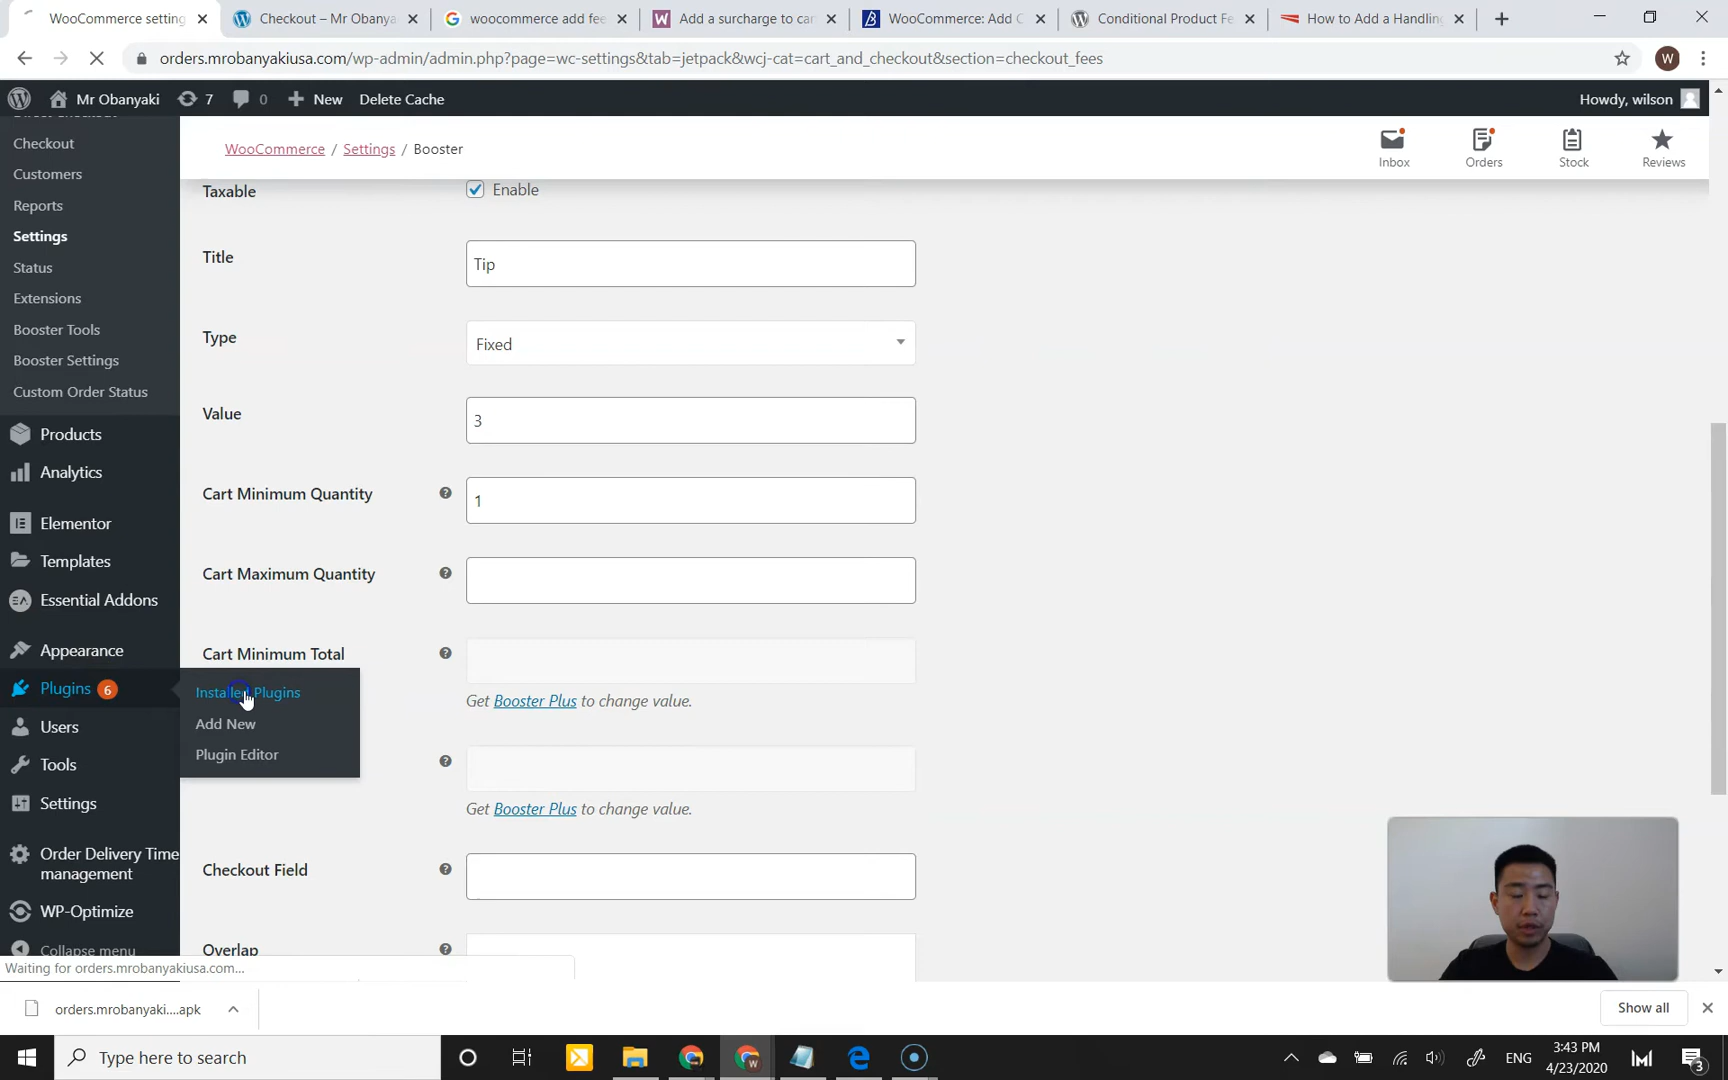 WooCommerce setting
Checkout – Mr Obanya
woocommerce add fee
Add a surcharge to car
WooCommerce: Add C
Conditional Product Fe
How to Add a Handling
orders.mrobanyakiusa.com/wp-admin/admin.php?page=wc-settings&tab=jetpack&wcj-cat=cart_and_checkout&section=checkout_fees
W
Mr Obanyaki
7
0
New
Delete Cache
Howdy, wilson
Direct Checkout
Checkout
Customers
Reports
Settings
Status
Extensions
Booster Tools
Booster Settings
Custom Order Status
Products
Analytics
Elementor
Templates
Essential Addons
Appearance
Plugins 6
Users
Tools
Settings
Order Delivery Time
management
WP-Optimize
Collapse menu
Installed Plugins
Add New
Plugin Editor
WooCommerce / Settings / Booster
Inbox
Orders
Stock
Reviews
Taxable
Enable
Title
Tip
Type
Fixed
Value
3
Cart Minimum Quantity
1
Cart Maximum Quantity
Cart Minimum Total
Get Booster Plus to change value.
Get Booster Plus to change value.
Checkout Field
Overlap
Waiting for orders.mrobanyakiusa.com...
orders.mrobanyaki....apk
Show all
Type here to search
ENG
3:43 PM
4/23/2020
3